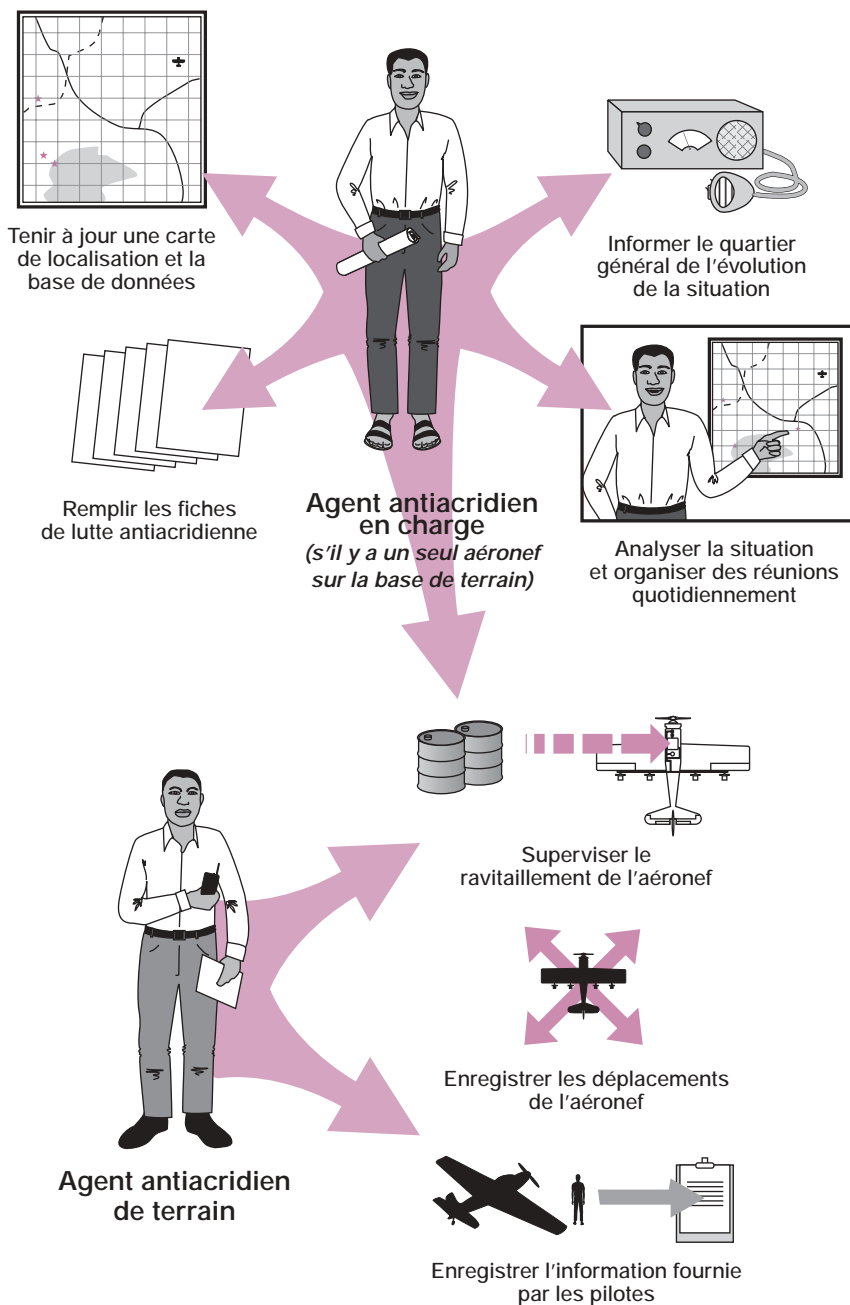 Tenir à jour une carte
de localisation et la
base de données
Informer le quartier
général de l'évolution
de la situation
Remplir les fiches
de lutte antiacridienne
Agent antiacridien
en charge
(s'il y a un seul aéronef
sur la base de terrain)
Analyser la situation
et organiser des réunions
quotidiennement
Superviser le
ravitaillement de l'aéronef
Enregistrer les déplacements
de l'aéronef
Agent antiacridien
de terrain
Enregistrer l'information fournie
par les pilotes